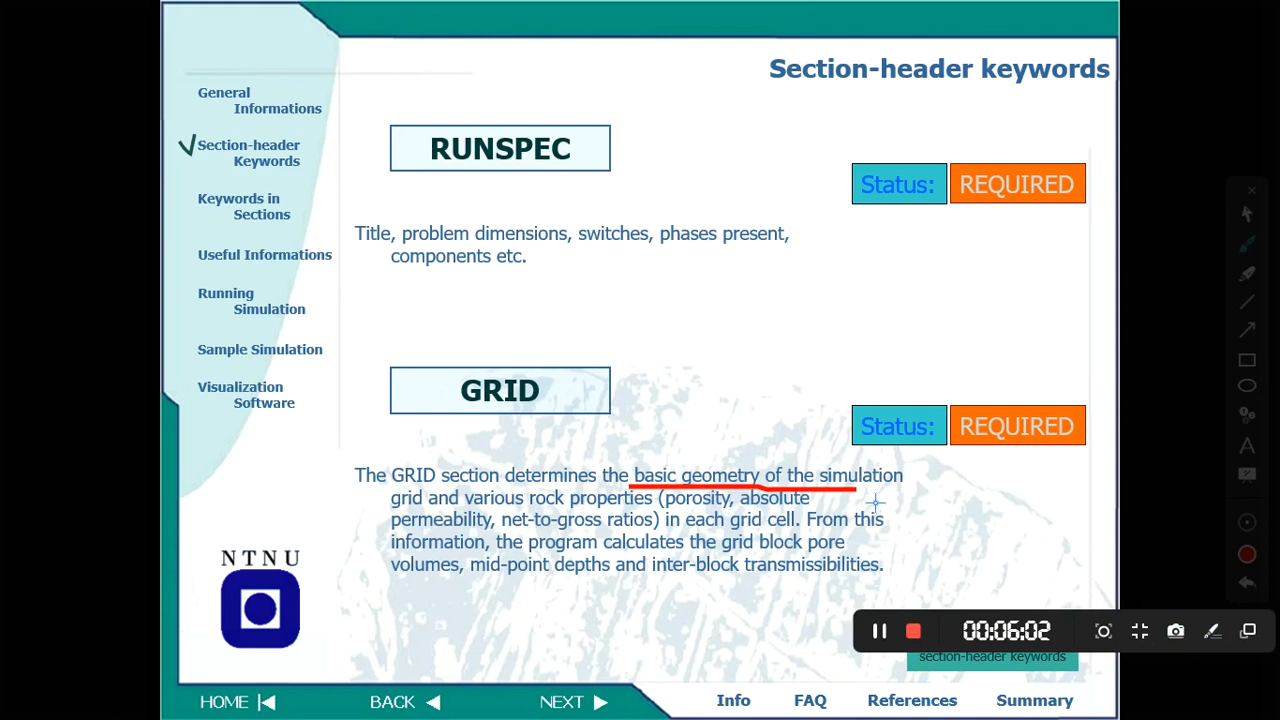 Section-header keywords
General
Informations
Section-header
Keywords
Keywords in
Sections
Useful Informations
Running
Simulation
Sample Simulation
Visualization
Software
RUNSPEC
Status: REQUIRED
Title, problem dimensions, switches, phases present,
components etc.
GRID
Status: REQUIRED
The GRID section determines the basic geometry of the simulation
grid and various rock properties (porosity, absolute
permeability, net-to-gross ratios) in each grid cell. From this
information, the program calculates the grid block pore
volumes, mid-point depths and inter-block transmissibilities.
NTNU
00:06:02
section-header keywords
HOME BACK NEXT Info FAQ References Summary